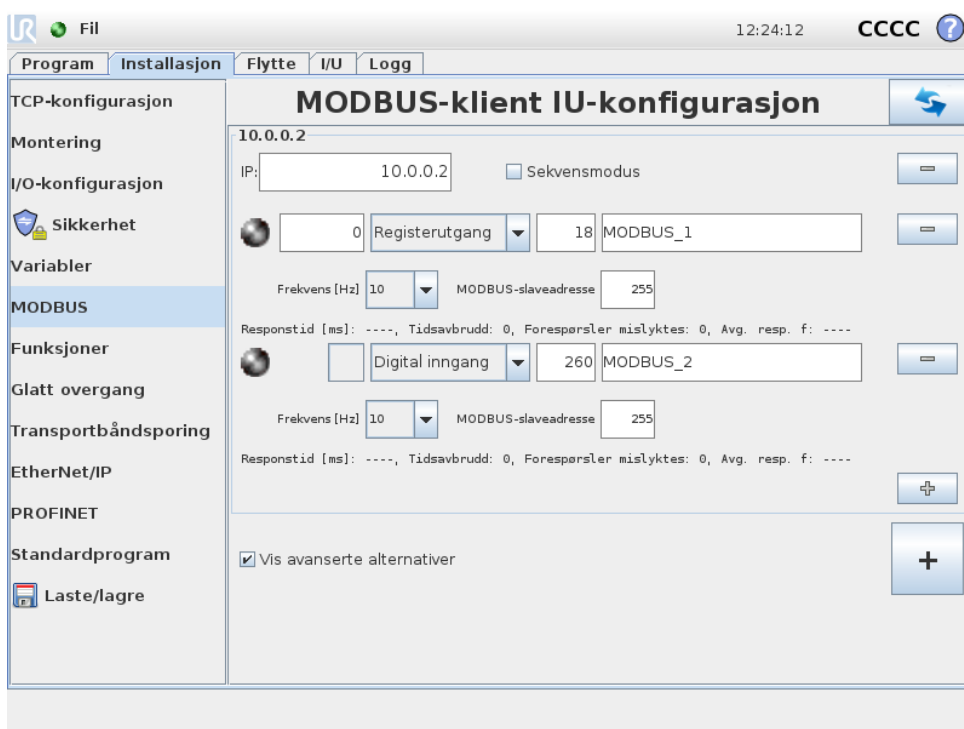 UR Fil 12:24:12 CCCC ?
Program Installasjon Flytte I/U Logg
TCP-konfigurasjon
Montering
I/O-konfigurasjon
Sikkerhet
Variabler
MODBUS
Funksjoner
Glatt overgang
Transportbåndsporing
EtherNet/IP
PROFINET
Standardprogram
Laste/lagre
MODBUS-klient IU-konfigurasjon
10.0.0.2
IP: 10.0.0.2 Sekvensmodus
0 Registerutgang 18 MODBUS_1
Frekvens [Hz] 10 MODBUS-slaveadresse 255
Responstid [ms]: ----, Tidsavbrudd: 0, Forespørsler mislyktes: 0, Avg. resp. f: ----
Digital inngang 260 MODBUS_2
Frekvens [Hz] 10 MODBUS-slaveadresse 255
Responstid [ms]: ----, Tidsavbrudd: 0, Forespørsler mislyktes: 0, Avg. resp. f: ----
Vis avanserte alternativer